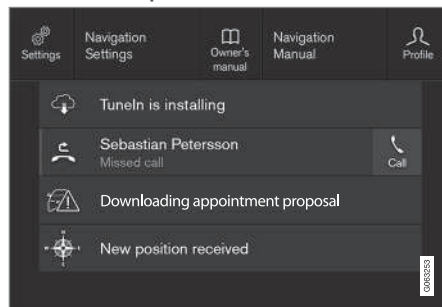 Settings
Navigation
Settings
Owner's
manual
Navigation
Manual
Profile
TuneIn is installing
Sebastian Petersson
Missed call
Call
Downloading appointment proposal
New position received
G063253